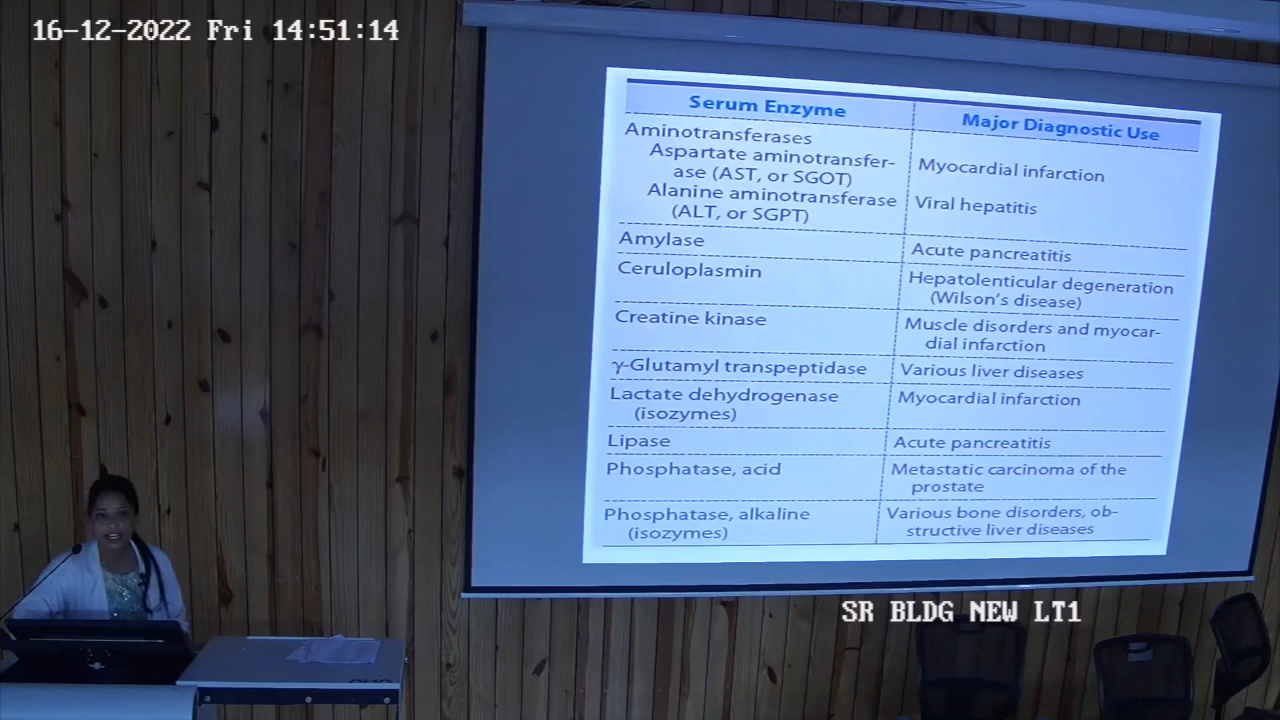 16-12-2022 Fri 14:51:14
Serum Enzyme
Major Diagnostic Use
Aminotransferases
Aspartate aminotransfer-
ase (AST, or SGOT)
Myocardial infarction
Alanine aminotransferase
(ALT, or SGPT)
Viral hepatitis
Amylase
Acute pancreatitis
Ceruloplasmin
Hepatolenticular degeneration
(Wilson's disease)
Creatine kinase
Muscle disorders and myocar-
dial infarction
γ-Glutamyl transpeptidase
Various liver diseases
Lactate dehydrogenase
(isozymes)
Myocardial infarction
Lipase
Acute pancreatitis
Phosphatase, acid
Metastatic carcinoma of the
prostate
Phosphatase, alkaline
(isozymes)
Various bone disorders, ob-
structive liver diseases
SR BLDG NEW LT1